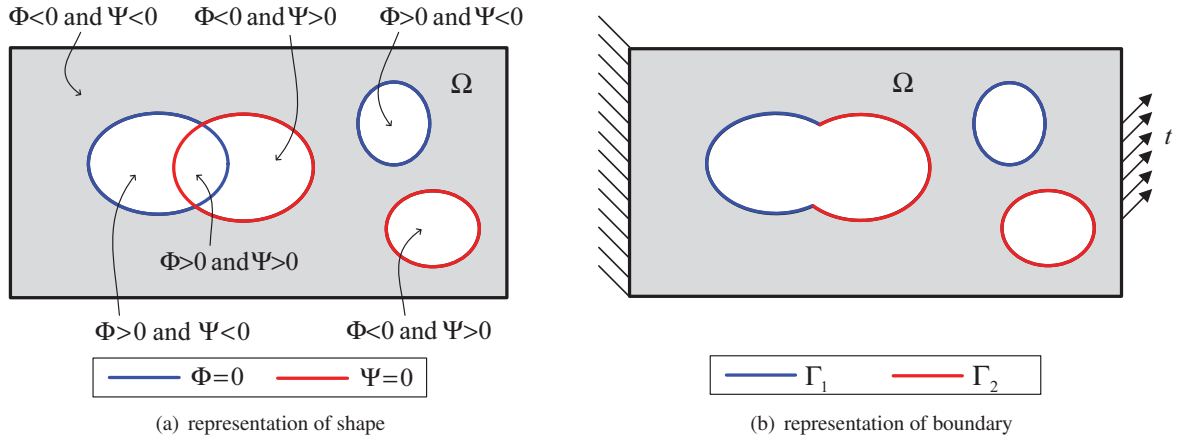 Φ<0 and Ψ<0
Φ<0 and Ψ>0
Φ>0 and Ψ<0
Ω
Φ>0 and Ψ>0
Φ>0 and Ψ<0
Φ<0 and Ψ>0
Φ=0
Ψ=0
(a) representation of shape
Ω
t
Γ₁
Γ₂
(b) representation of boundary